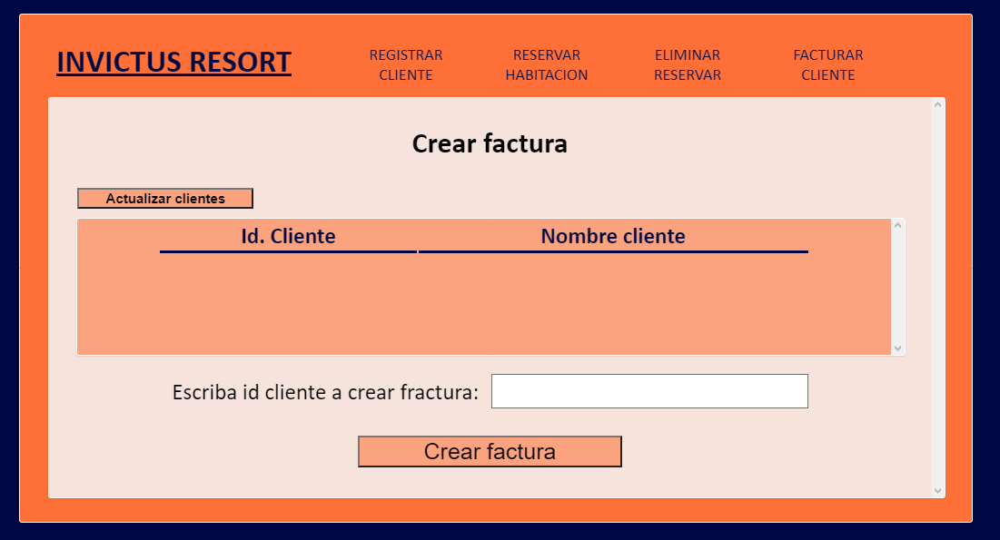 INVICTUS RESORT
REGISTRAR
CLIENTE
RESERVAR
HABITACION
ELIMINAR
RESERVAR
FACTURAR
CLIENTE
Crear factura
Actualizar clientes
Id. Cliente Nombre cliente
Escriba id cliente a crear fractura:
Crear factura